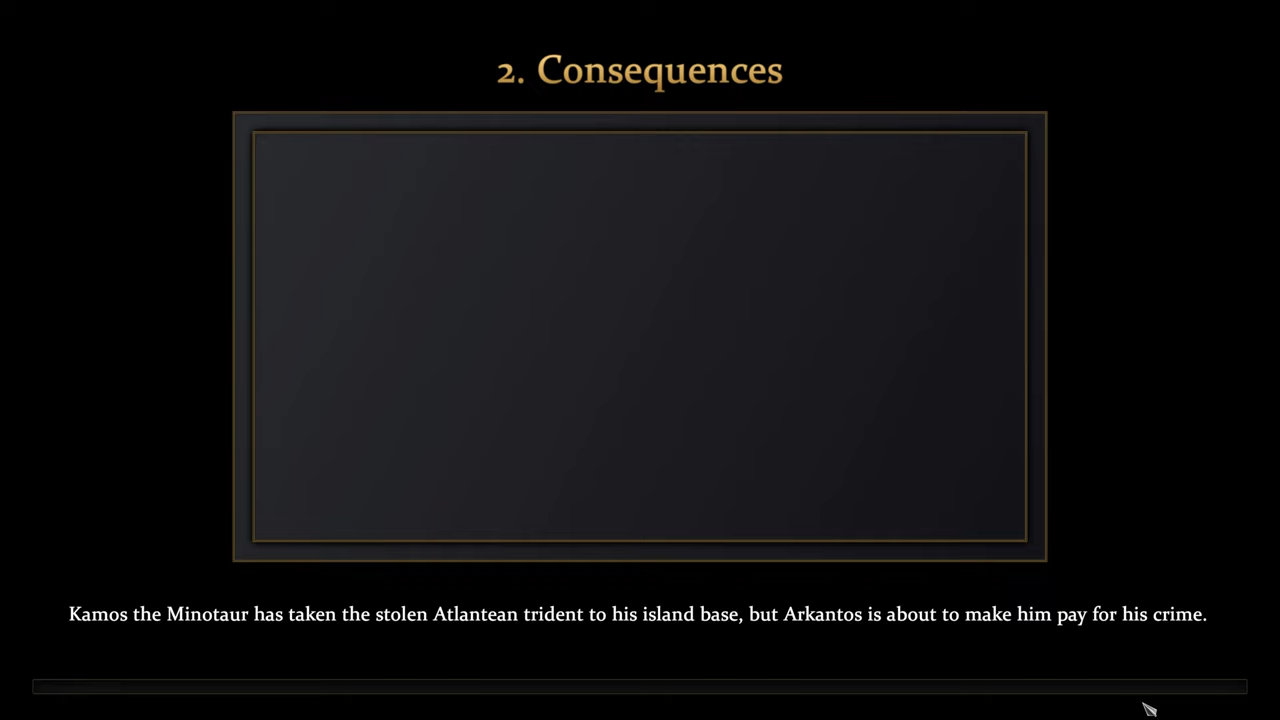 2. Consequences
Kamos the Minotaur has taken the stolen Atlantean trident to his island base, but Arkantos is about to make him pay for his crime.